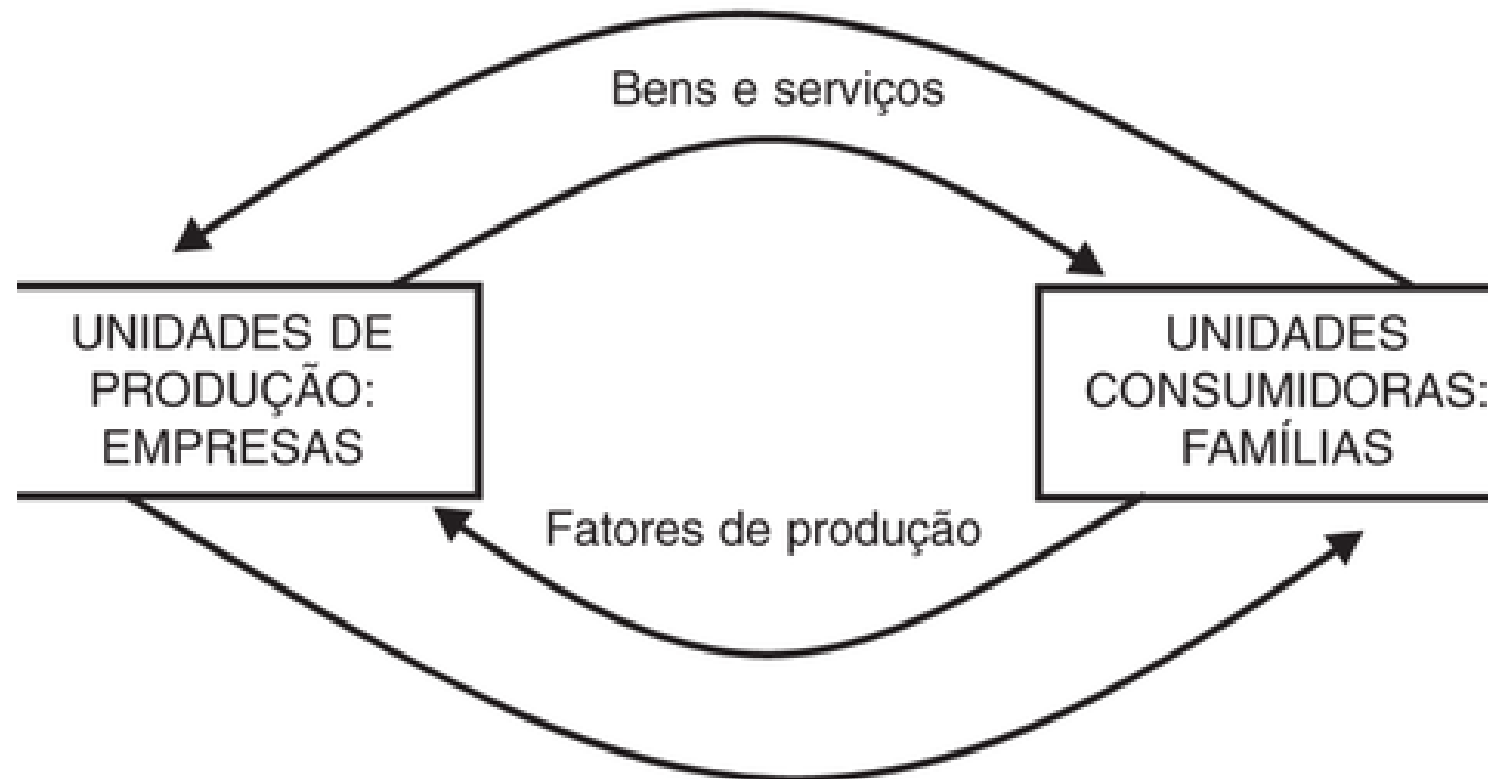 Bens e serviços
UNIDADES DE
PRODUÇÃO:
EMPRESAS
UNIDADES
CONSUMIDORAS:
FAMÍLIAS
Fatores de produção